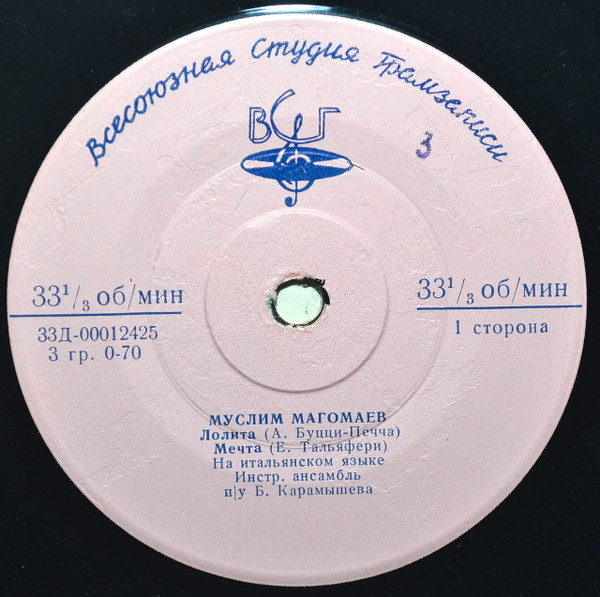 Всесоюзная студия Грамзаписи
ВСГ
3
33¹/₃ об/мин
33Д-00012425
3 гр. 0-70
33¹/₃ об/мин
1 сторона
МУСЛИМ МАГОМАЕВ
Лолита (А. Буцци-Печча)
Мечта (Е. Тальяфери)
На итальянском языке
Инстр. ансамбль
п|у Б. Карамышева